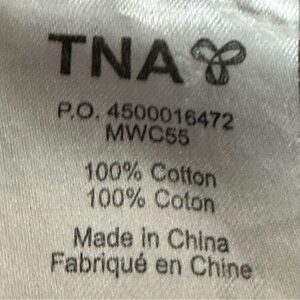 TNA
P.O. 4500016472
MWC55
100% Cotton
100% Coton
Made in China
Fabriqué en Chine